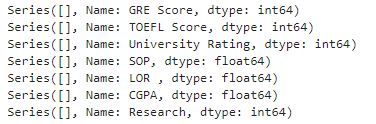 Series([], Name: GRE Score, dtype: int64)
Series([], Name: TOEFL Score, dtype: int64)
Series([], Name: University Rating, dtype: int64)
Series([], Name: SOP, dtype: float64)
Series([], Name: LOR , dtype: float64)
Series([], Name: CGPA, dtype: float64)
Series([], Name: Research, dtype: int64)